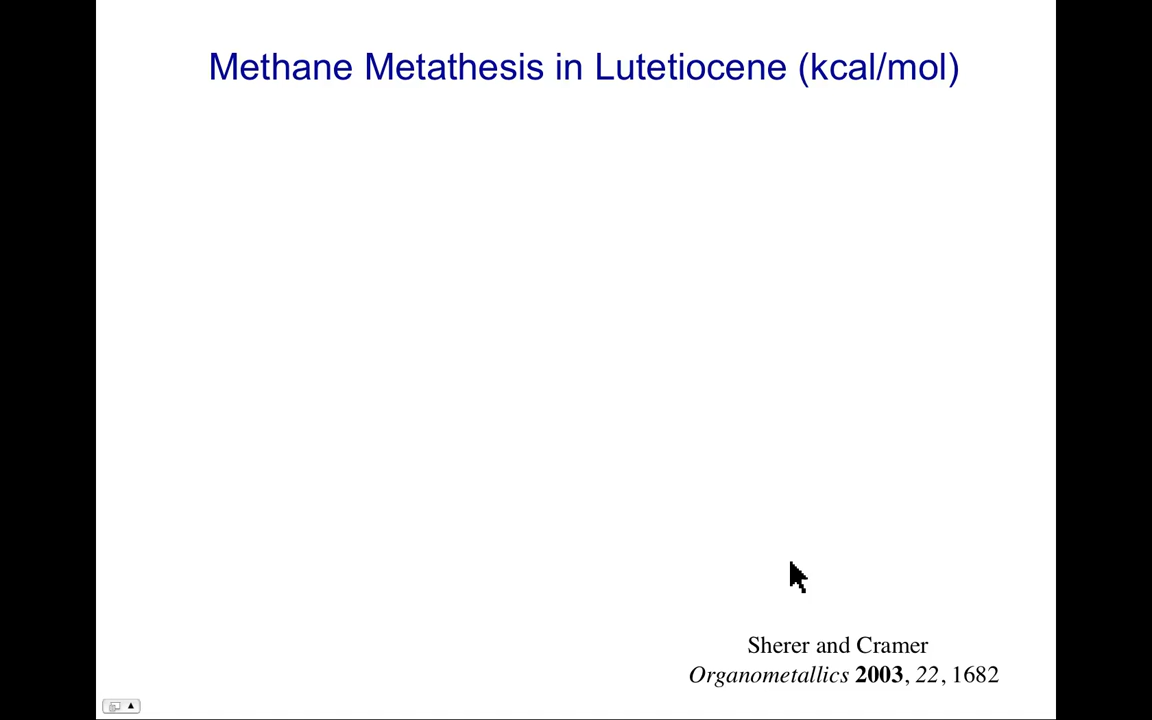 Methane Metathesis in Lutetiocene (kcal/mol)
Sherer and Cramer
Organometallics 2003, 22, 1682